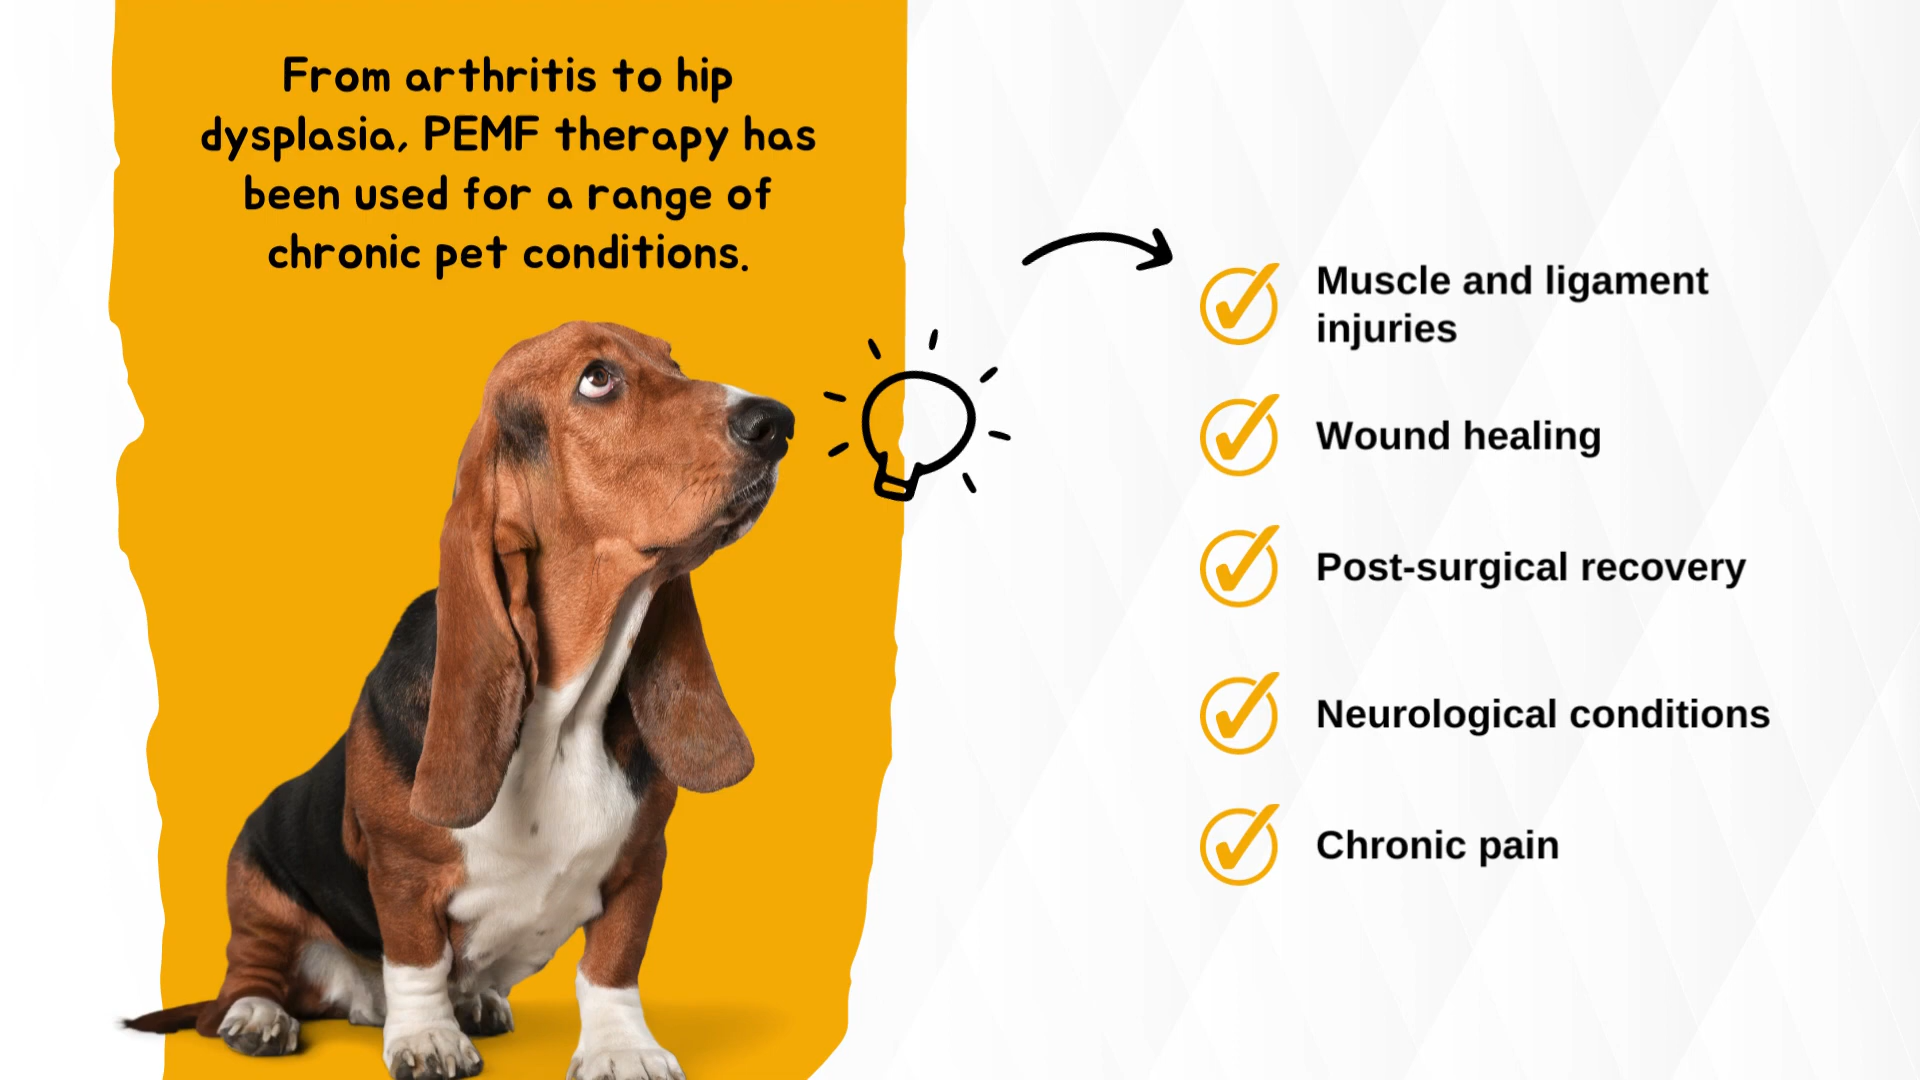 From arthritis to hip
dysplasia, PEMF therapy has
been used for a range of
chronic pet conditions.
Muscle and ligament
injuries
Wound healing
Post-surgical recovery
Neurological conditions
Chronic pain